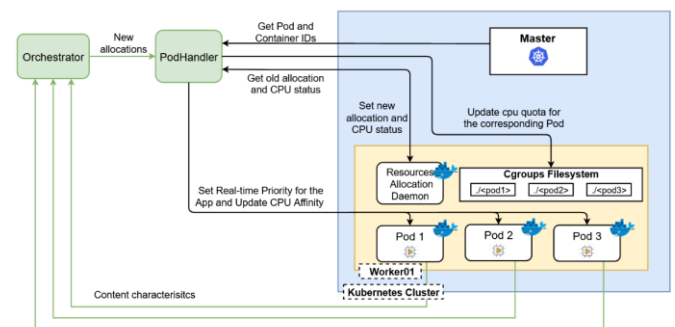 Get Pod and
Container IDs
Master
New
allocations
Orchestrator
PodHandler
Get old allocation
and CPU status
Set new
allocation and
CPU status
Update cpu quota for
the corresponding Pod
Resources
Allocation
Daemon
Cgroups Filesystem
./<pod1>
./<pod2>
./<pod3>
Set Real-time Priority for the
App and Update CPU Affinity
Pod 1
Pod 2
Pod 3
Worker01
Kubernetes Cluster
Content characterisitcs